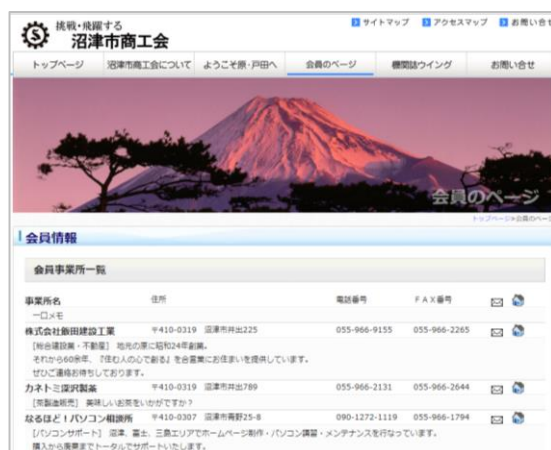 挑戦・飛躍する
沼津市商工会
サイトマップ アクセスマップ お問い合せ
トップページ 沼津市商工会について ようこそ原・戸田へ 会員のページ 機関誌ウイング お問い合せ
会員のページ
トップページ>会員のページ
会員情報
会員事業所一覧
事業所名 住所 電話番号 FAX番号
一口メモ
株式会社飯田建設工業 〒410-0319 沼津市井出225 055-966-9155 055-966-2265
[総合建設業・不動産] 地元の原に昭和24年創業。
それから60余年、『住む人の心で創る』を合言葉にお住まいを提供しています。
ぜひご連絡お待ちしております。
カネトミ深沢製茶 〒410-0319 沼津市井出789 055-966-2131 055-966-2644
[茶製造販売] 美味しいお茶をいかがですか？
なるほど！パソコン相談所 〒410-0307 沼津市青野25-8 090-1272-1119 055-966-1794
[パソコンサポート] 沼津、富士、三島エリアでホームページ制作・パソコン講習・メンテナンスを行なっています。
購入から廃棄までトータルでサポートいたします。